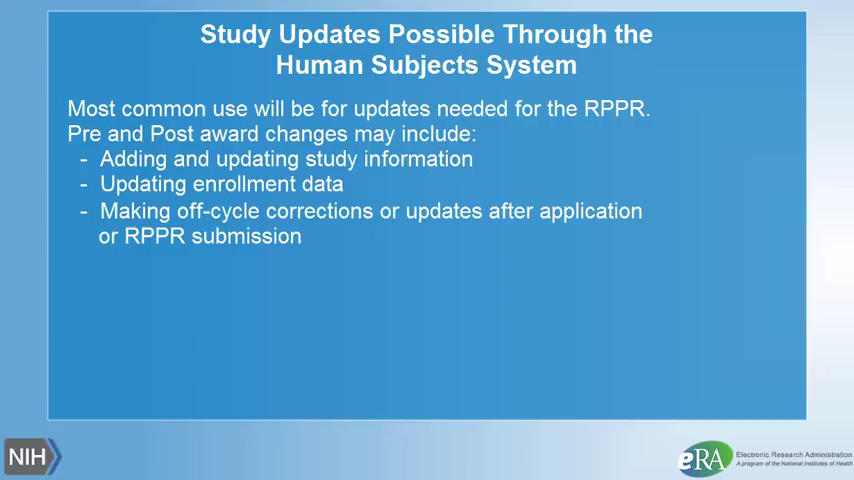 Study Updates Possible Through the
Human Subjects System
Most common use will be for updates needed for the RPPR.
Pre and Post award changes may include:
- Adding and updating study information
- Updating enrollment data
- Making off-cycle corrections or updates after application
or RPPR submission
NIH
eRA
Electronic Research Administration
A program of the National Institutes of Health